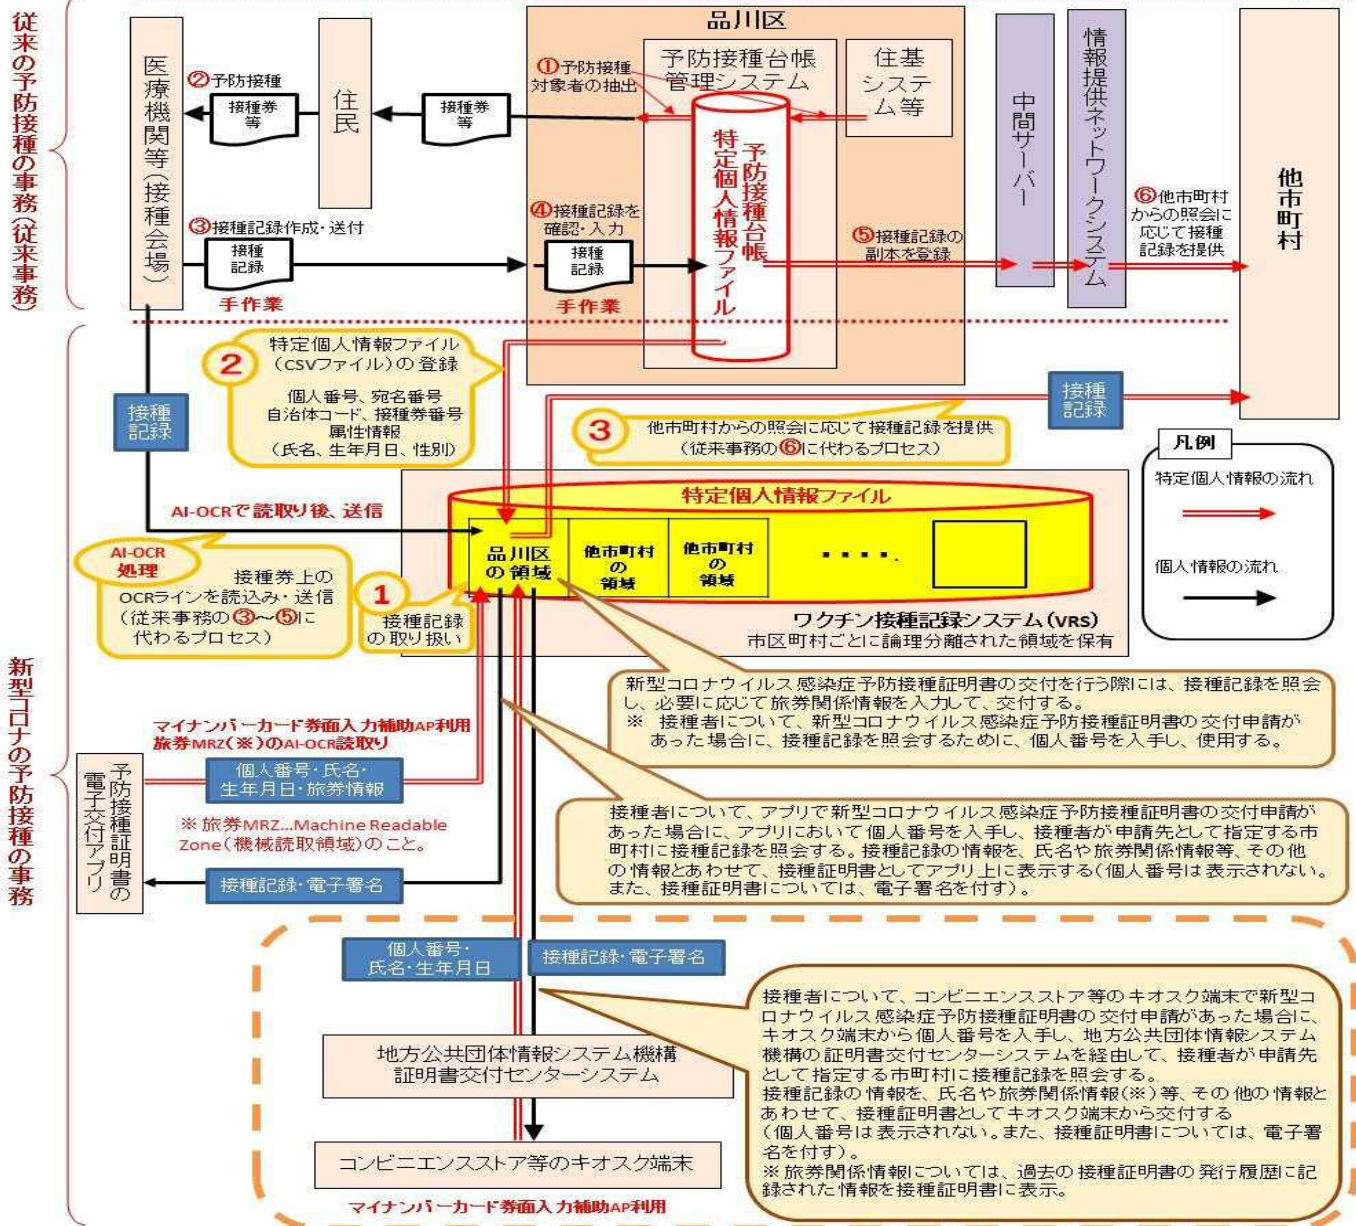 従来の予防接種の事務(従来事務)
医療機関等(接種会場)
②予防接種
接種券
等
住民
接種券
等
品川区
①予防接種
対象者の抽出
予防接種台帳
管理システム
住基
システ
ム等
予防接種台帳
特定個人情報ファイル
中間サーバー
情報提供ネットワークシステム
他市町村
③接種記録作成・送付
接種
記録
手作業
④接種記録を
確認・入力
接種
記録
手作業
⑤接種記録の
副本を登録
⑥他市町村
からの照会に
応じて接種
記録を提供
新型コロナの予防接種の事務
接種
記録
②
特定個人情報ファイル
(CSVファイル)の登録
個人番号、宛名番号
自治体コード、接種券番号
属性情報
(氏名、生年月日、性別)
接種
記録
③
他市町村からの照会に応じて接種記録を提供
(従来事務の⑥に代わるプロセス)
凡例
特定個人情報の流れ
個人情報の流れ
AI-OCRで読取り後、送信
AI-OCR
処理
接種券上の
OCRラインを読込み・送信
(従来事務の③~⑤に
代わるプロセス)
特定個人情報ファイル
品川区
の領域
他市町村
の
領域
他市町村
の
領域
・・・・.
①
接種記録
の取り扱い
ワクチン接種記録システム(VRS)
市区町村ごとに論理分離された領域を保有
新型コロナウイルス感染症予防接種証明書の交付を行う際には、接種記録を照会
し、必要に応じて旅券関係情報を入力して、交付する。
※ 接種者について、新型コロナウイルス感染症予防接種証明書の交付申請が
あった場合に、接種記録を照会するために、個人番号を入手し、使用する。
マイナンバーカード券面入力補助AP利用
旅券MRZ(※)のAI-OCR読取り
予防接種証明書の
電子交付アプリ
個人番号・氏名・
生年月日・旅券情報
※ 旅券MRZ...Machine Readable
Zone(機械読取領域)のこと。
接種記録・電子署名
接種者について、アプリで新型コロナウイルス感染症予防接種証明書の交付申請が
あった場合に、アプリにおいて個人番号を入手し、接種者が申請先として指定する市
町村に接種記録を照会する。接種記録の情報を、氏名や旅券関係情報等、その他
の情報とあわせて、接種証明書としてアプリ上に表示する(個人番号は表示されない。
また、接種証明書については、電子署名を付す)。
個人番号・
氏名・生年月日
接種記録・電子署名
地方公共団体情報システム機構
証明書交付センターシステム
コンビニエンスストア等のキオスク端末
マイナンバーカード券面入力補助AP利用
接種者について、コンビニエンスストア等のキオスク端末で新型コ
ロナウイルス感染症予防接種証明書の交付申請があった場合に、
キオスク端末から個人番号を入手し、地方公共団体情報システム
機構の証明書交付センターシステムを経由して、接種者が申請先
として指定する市町村に接種記録を照会する。
接種記録の情報を、氏名や旅券関係情報(※)等、その他の情報と
あわせて、接種証明書としてキオスク端末から交付する
(個人番号は表示されない。また、接種証明書については、電子署
名を付す)。
※旅券関係情報については、過去の接種証明書の発行履歴に記
録された情報を接種証明書に表示。